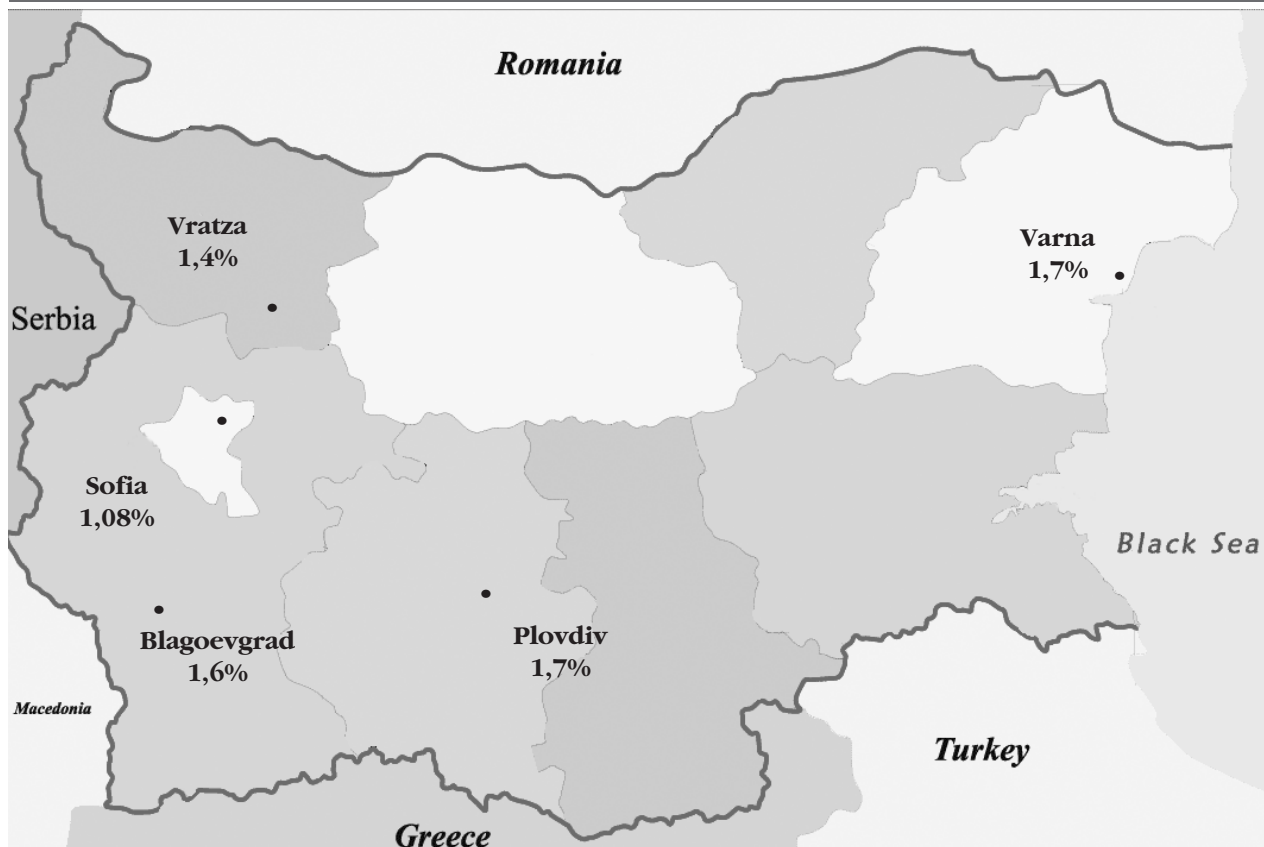 Romania
Vratza
1,4%
Varna
1,7%
Serbia
Sofia
1,08%
Black Sea
Blagoevgrad
1,6%
Plovdiv
1,7%
Macedonia
Turkey
Greece